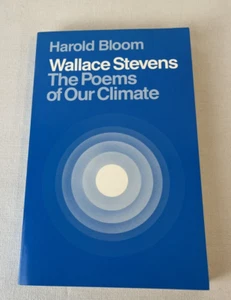 Harold Bloom
Wallace Stevens
The Poems
of Our Climate